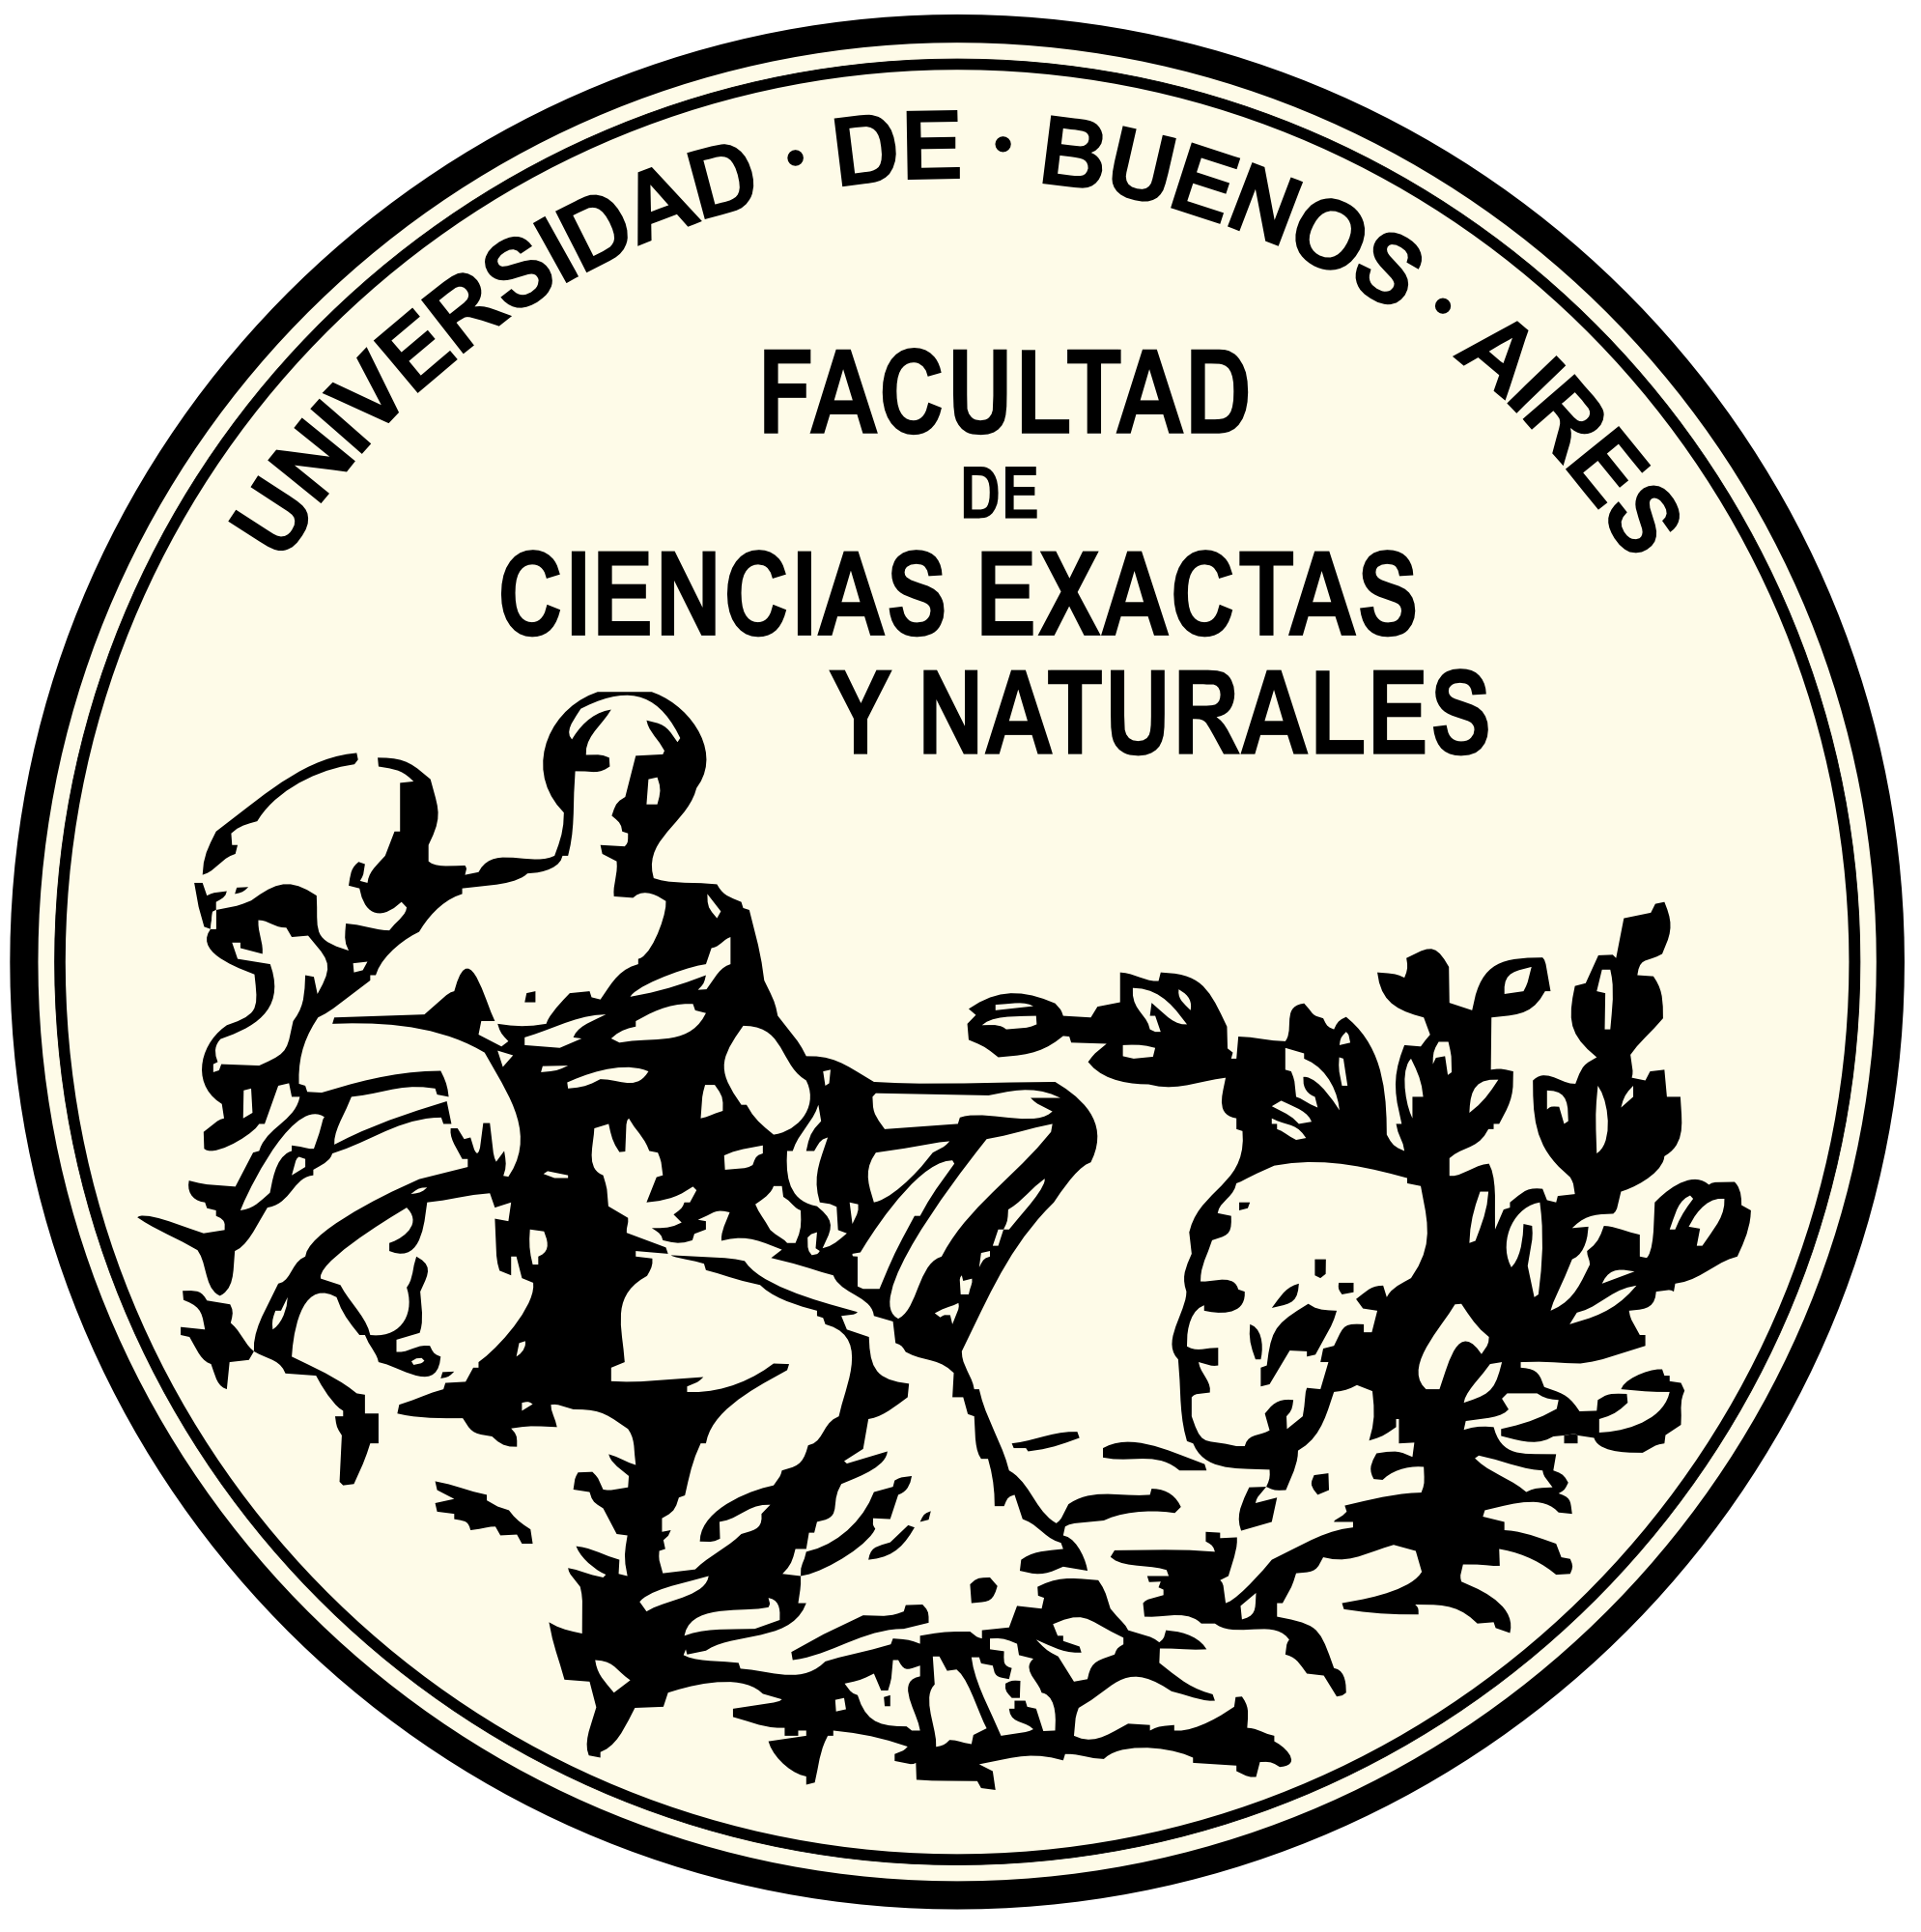 UNIVERSIDAD · DE · BUENOS · AIRES
FACULTAD
DE
CIENCIAS EXACTAS
Y NATURALES